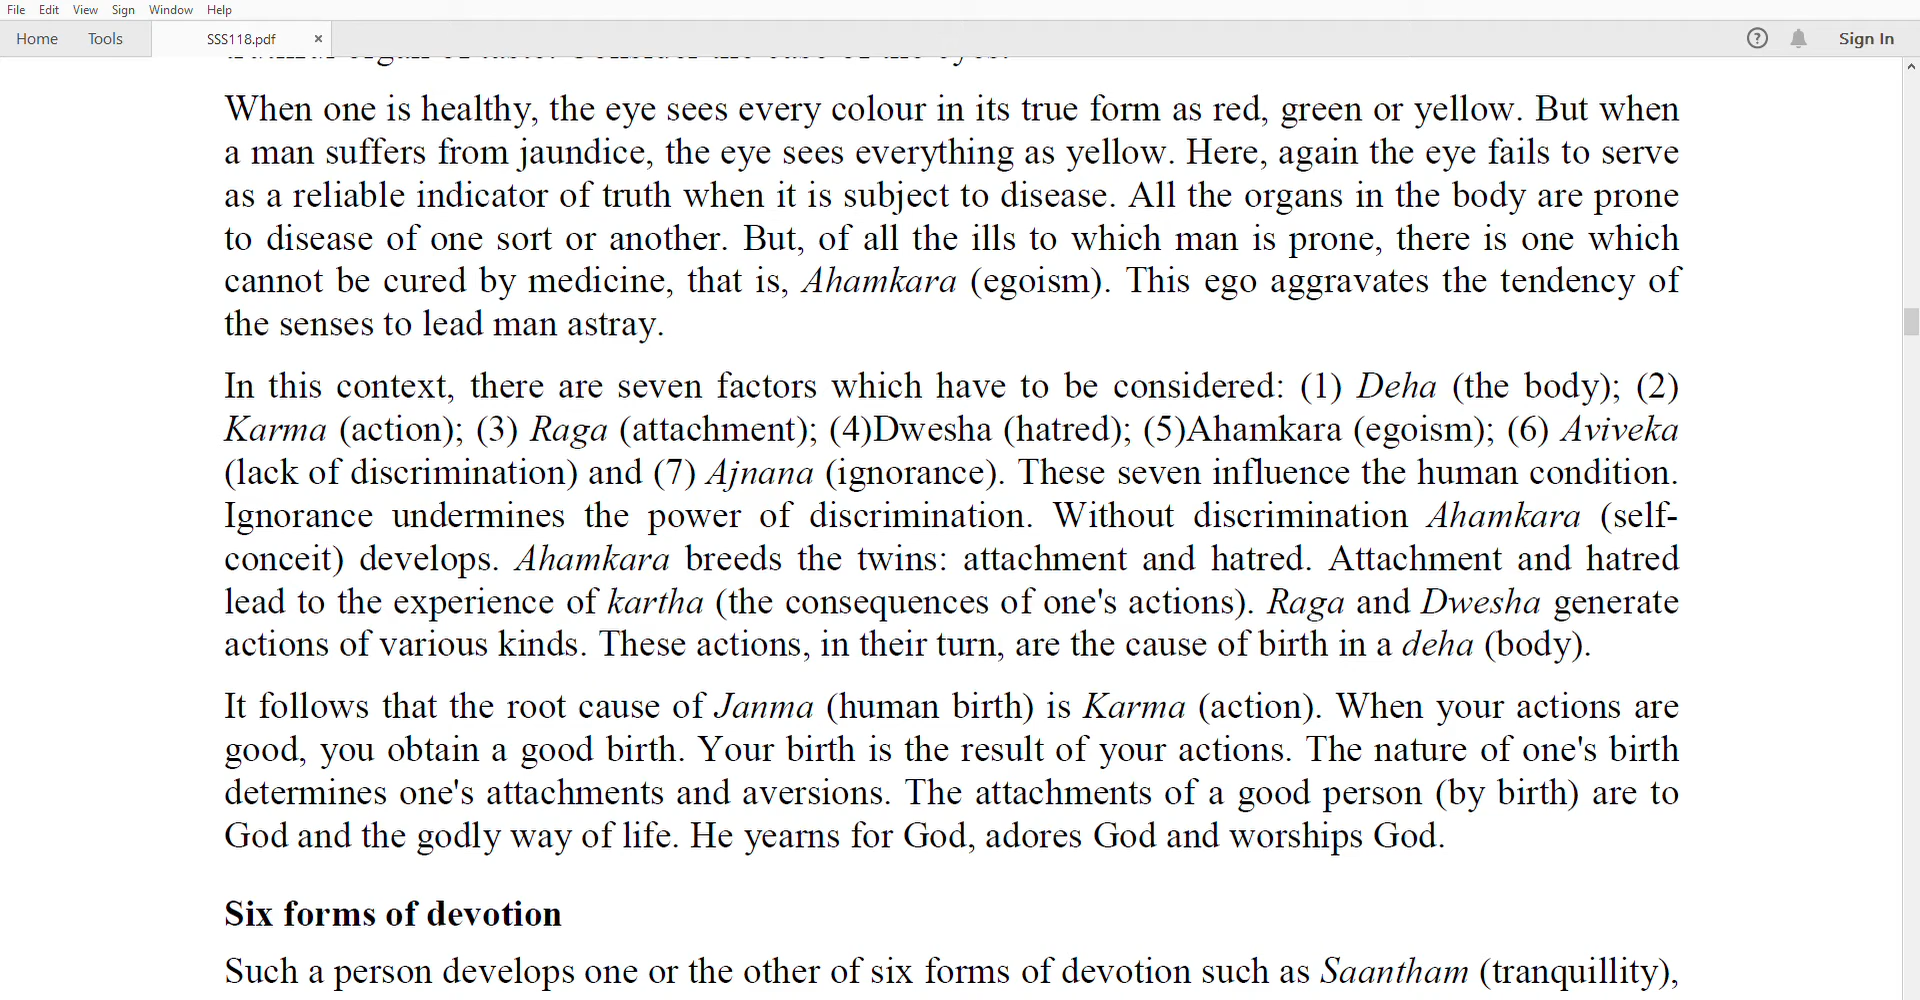 File Edit View Sign Window Help
Home Tools SSS118.pdf × ? Sign In
When one is healthy, the eye sees every colour in its true form as red, green or yellow. But when
a man suffers from jaundice, the eye sees everything as yellow. Here, again the eye fails to serve
as a reliable indicator of truth when it is subject to disease. All the organs in the body are prone
to disease of one sort or another. But, of all the ills to which man is prone, there is one which
cannot be cured by medicine, that is, Ahamkara (egoism). This ego aggravates the tendency of
the senses to lead man astray.
In this context, there are seven factors which have to be considered: (1) Deha (the body); (2)
Karma (action); (3) Raga (attachment); (4)Dwesha (hatred); (5)Ahamkara (egoism); (6) Aviveka
(lack of discrimination) and (7) Ajnana (ignorance). These seven influence the human condition.
Ignorance undermines the power of discrimination. Without discrimination Ahamkara (self-
conceit) develops. Ahamkara breeds the twins: attachment and hatred. Attachment and hatred
lead to the experience of kartha (the consequences of one's actions). Raga and Dwesha generate
actions of various kinds. These actions, in their turn, are the cause of birth in a deha (body).
It follows that the root cause of Janma (human birth) is Karma (action). When your actions are
good, you obtain a good birth. Your birth is the result of your actions. The nature of one's birth
determines one's attachments and aversions. The attachments of a good person (by birth) are to
God and the godly way of life. He yearns for God, adores God and worships God.
Six forms of devotion
Such a person develops one or the other of six forms of devotion such as Saantham (tranquillity),